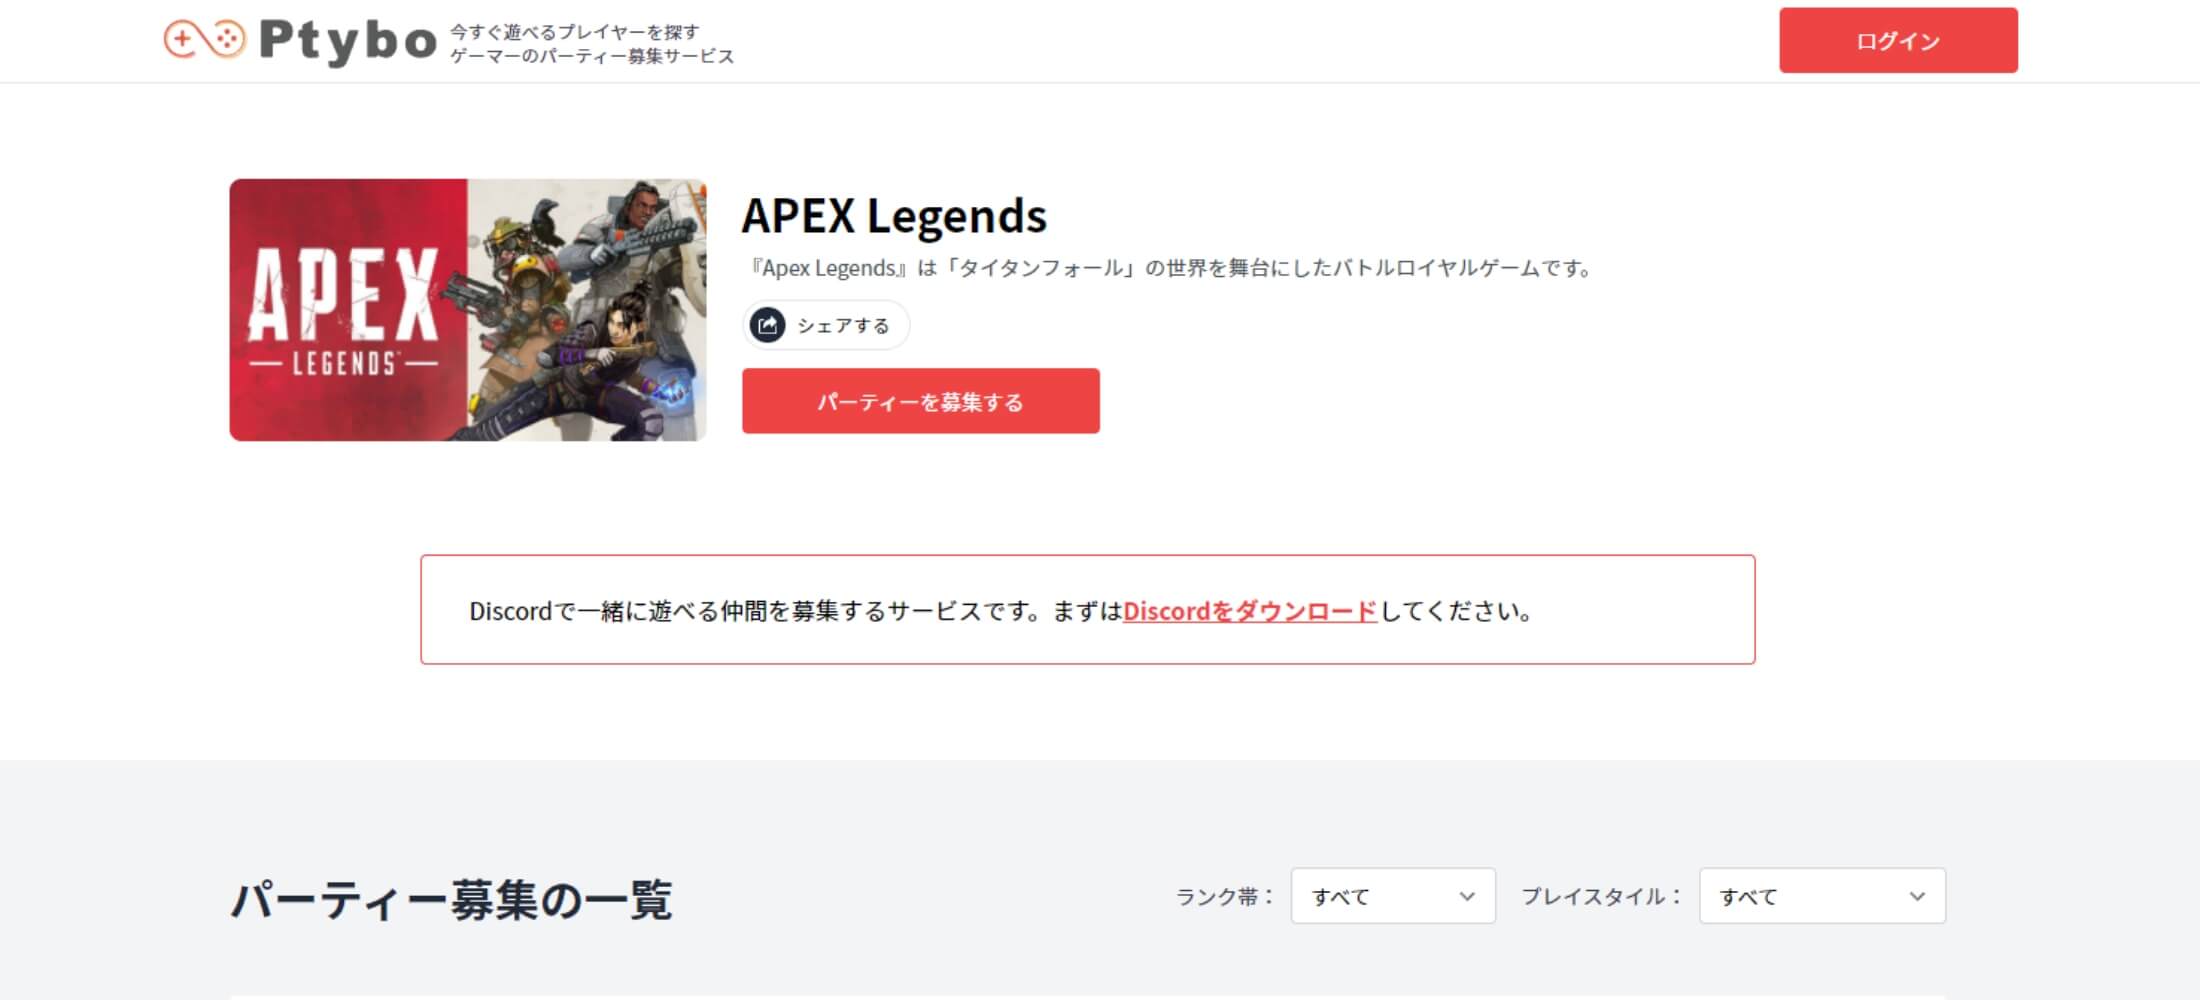 Ptybo
今すぐ遊べるプレイヤーを探す
ゲーマーのパーティー募集サービス
ログイン
APEX
LEGENDS
APEX Legends
『Apex Legends』は「タイタンフォール」の世界を舞台にしたバトルロイヤルゲームです。
シェアする
パーティーを募集する
Discordで一緒に遊べる仲間を募集するサービスです。まずはDiscordをダウンロードしてください。
パーティー募集の一覧
ランク帯：
すべて
プレイスタイル：
すべて